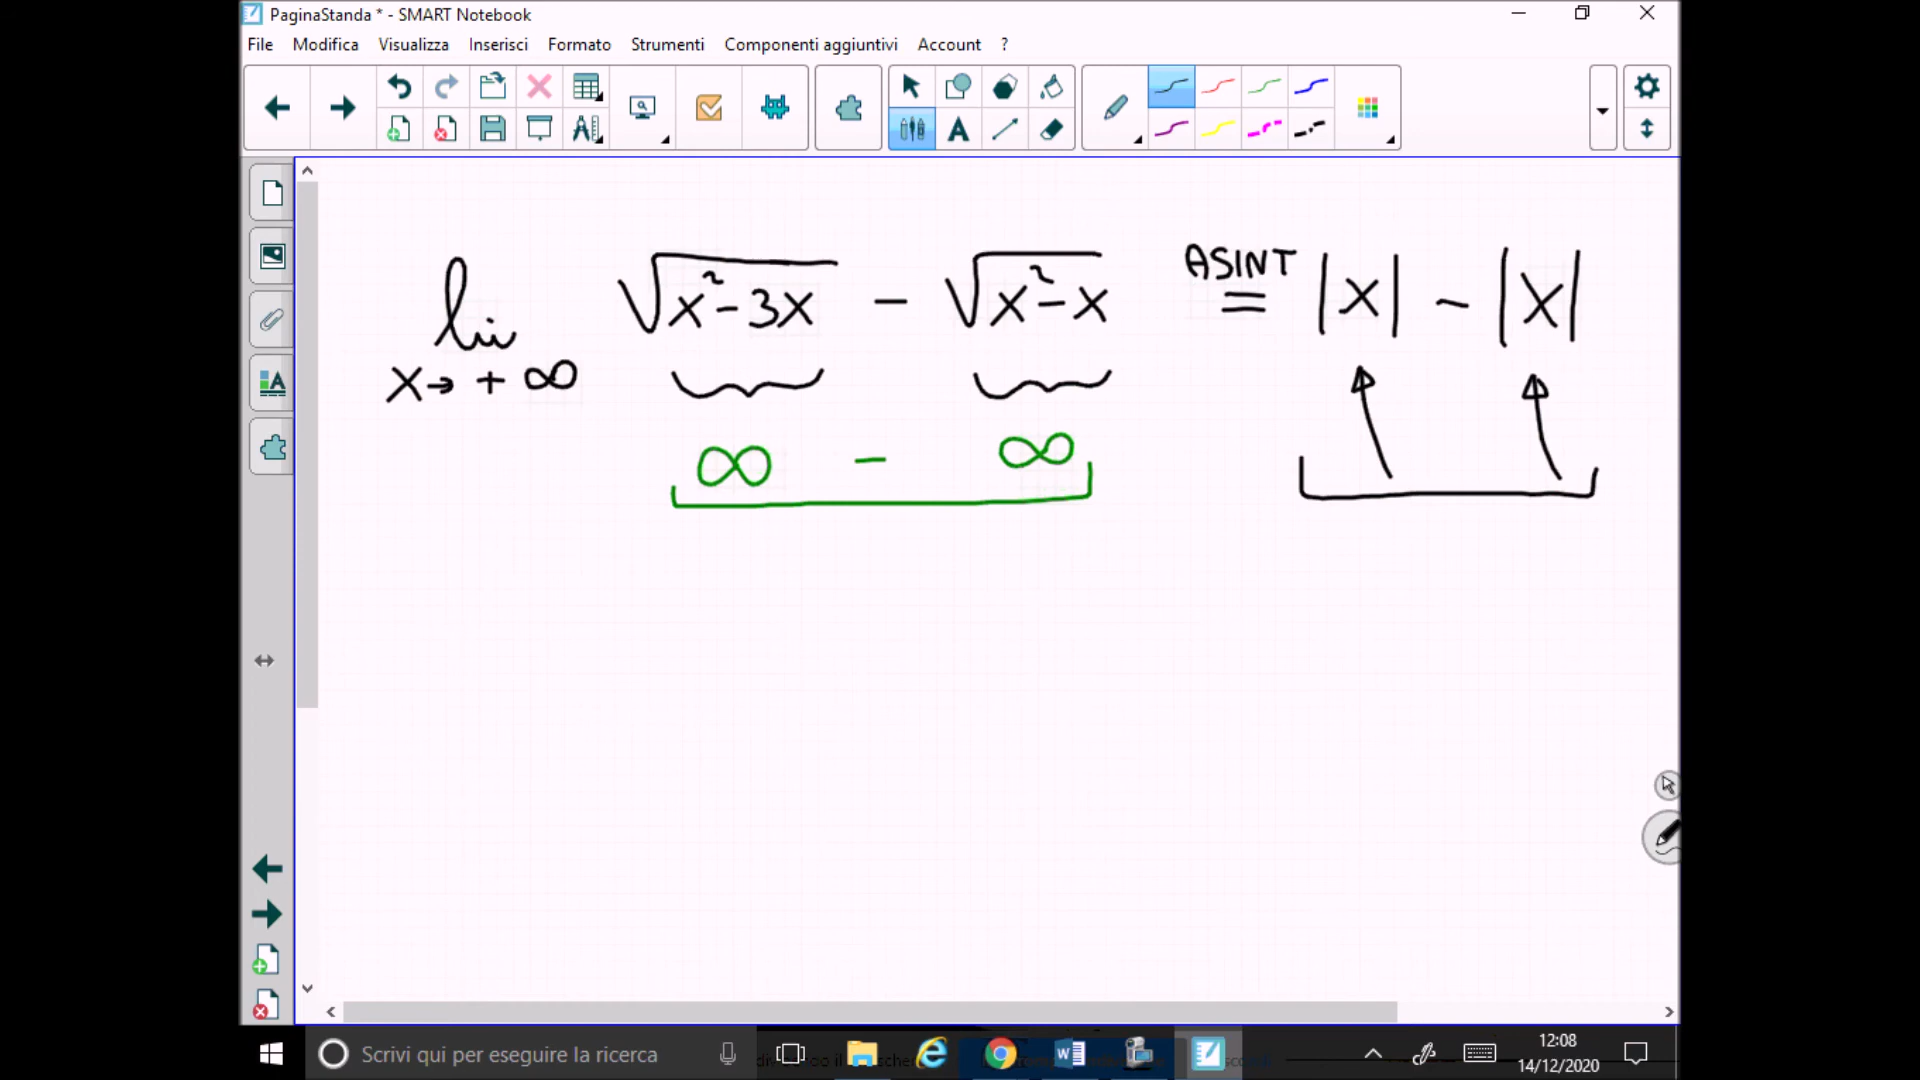 PaginaStanda * - SMART Notebook
File Modifica Visualizza Inserisci Formato Strumenti Componenti aggiuntivi Account ?
lim √(x² - 3x) - √(x² - x) ASINT = |x| - |x|
x → + ∞
∞ - ∞
Scrivi qui per eseguire la ricerca
12:08
14/12/2020